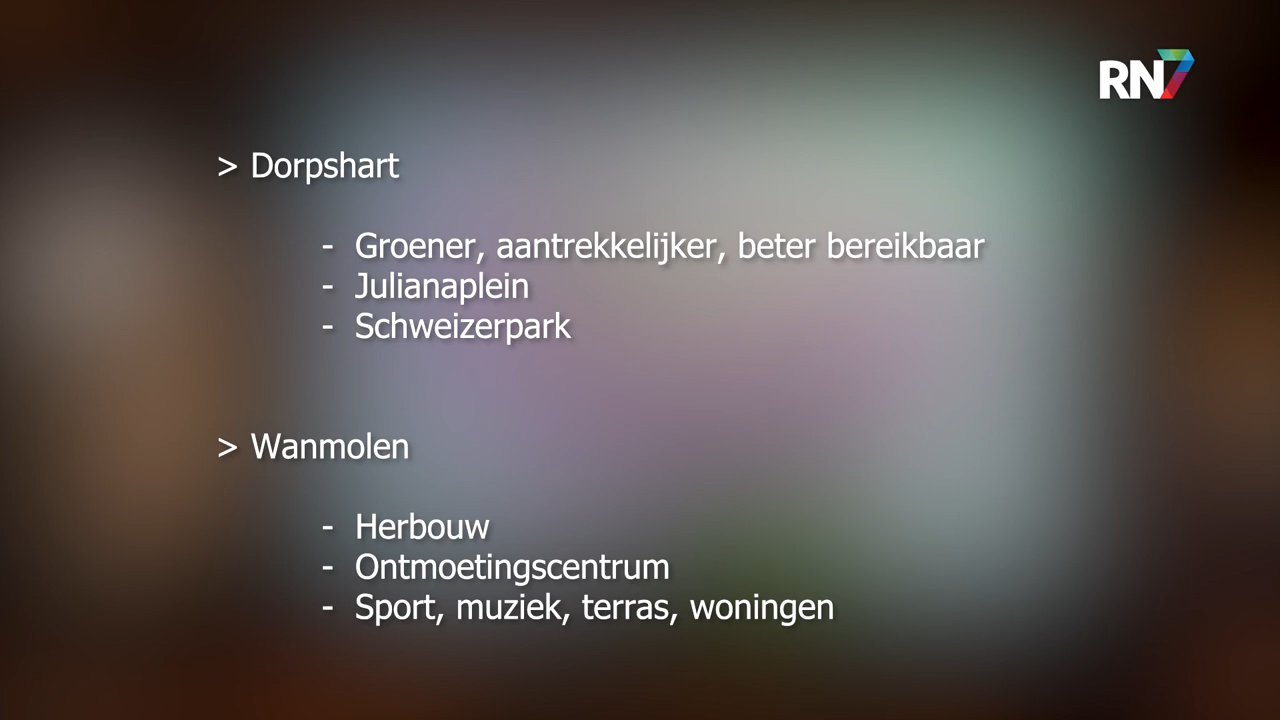 RN7
> Dorpshart
- Groener, aantrekkelijker, beter bereikbaar
- Julianaplein
- Schweizerpark
> Wanmolen
- Herbouw
- Ontmoetingscentrum
- Sport, muziek, terras, woningen